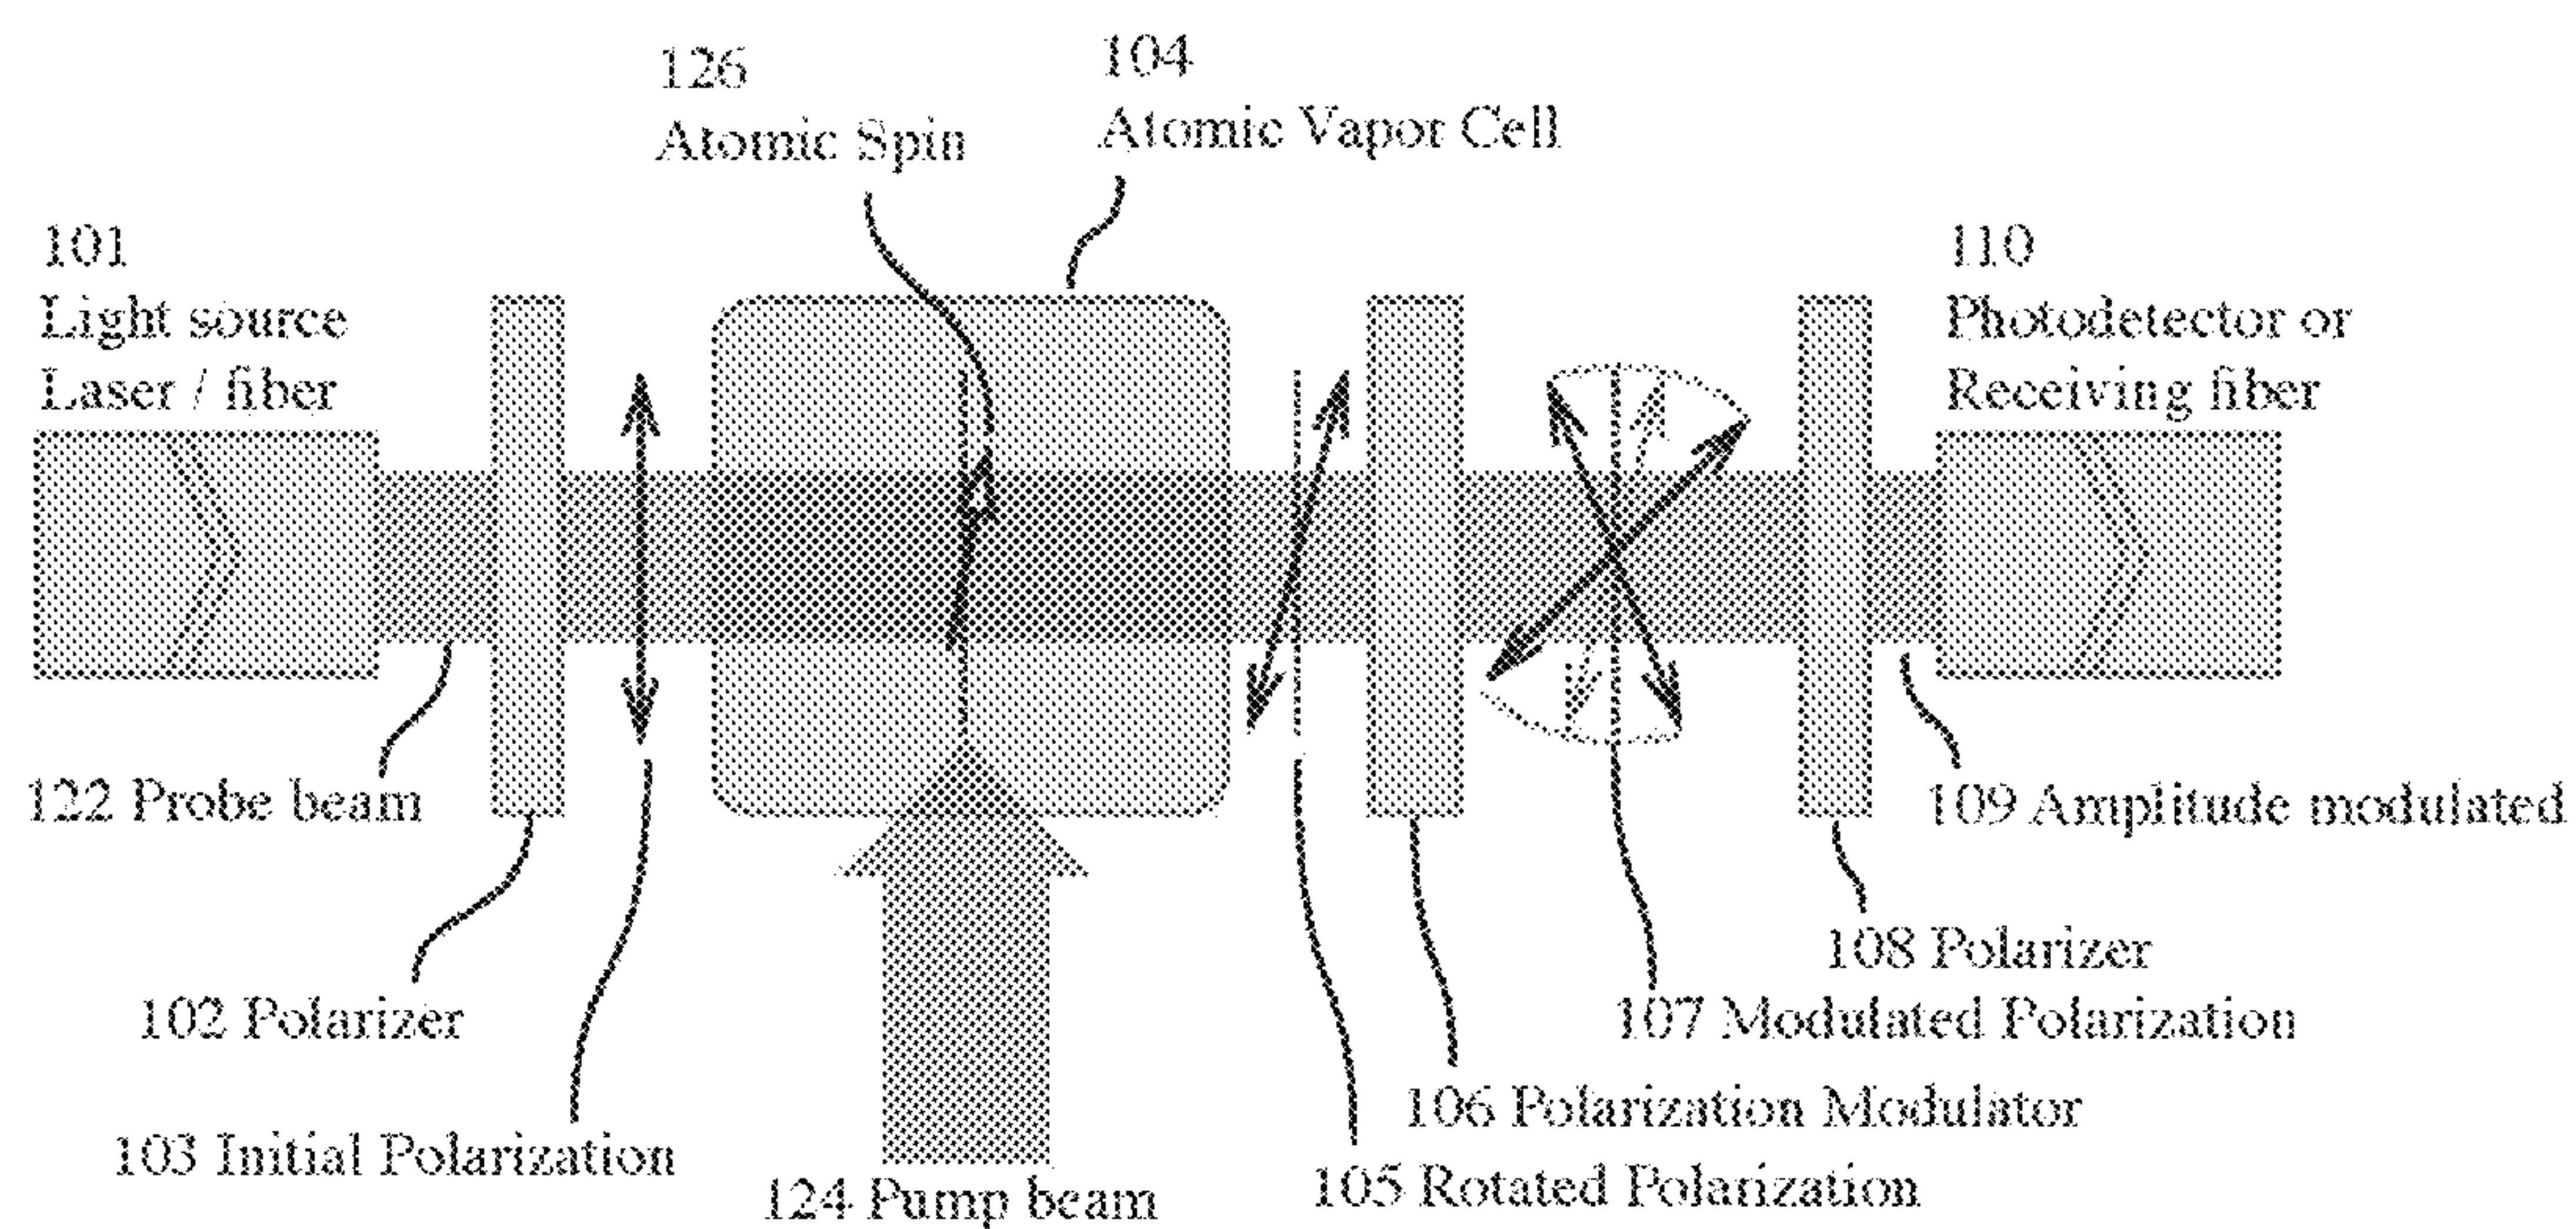 126
Atomic Spin
104
Atomic Vapor Cell
101
Light source
Laser / fiber
110
Photodetector or
Receiving fiber
122 Probe beam
109 Amplitude modulated
102 Polarizer
108 Polarizer
107 Modulated Polarization
106 Polarization Modulator
103 Initial Polarization
105 Rotated Polarization
124 Pump beam